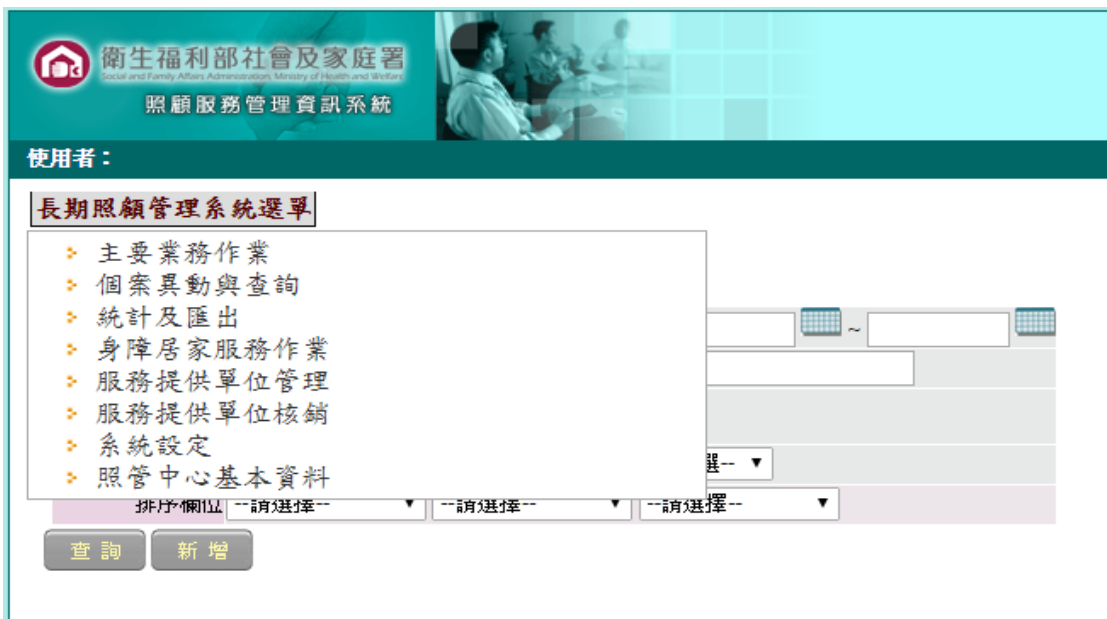 衛生福利部社會及家庭署
Social and Family Affairs Administration, Ministry of Health and Welfare
照顧服務管理資訊系統
使用者：
長期照顧管理系統選單
主要業務作業
個案異動與查詢
統計及匯出
~
身障居家服務作業
服務提供單位管理
服務提供單位核銷
系統設定
選-- ▼
照管中心基本資料
排序欄位 --請選擇-- ▼ --請選擇-- ▼ --請選擇-- ▼
查詢 新增